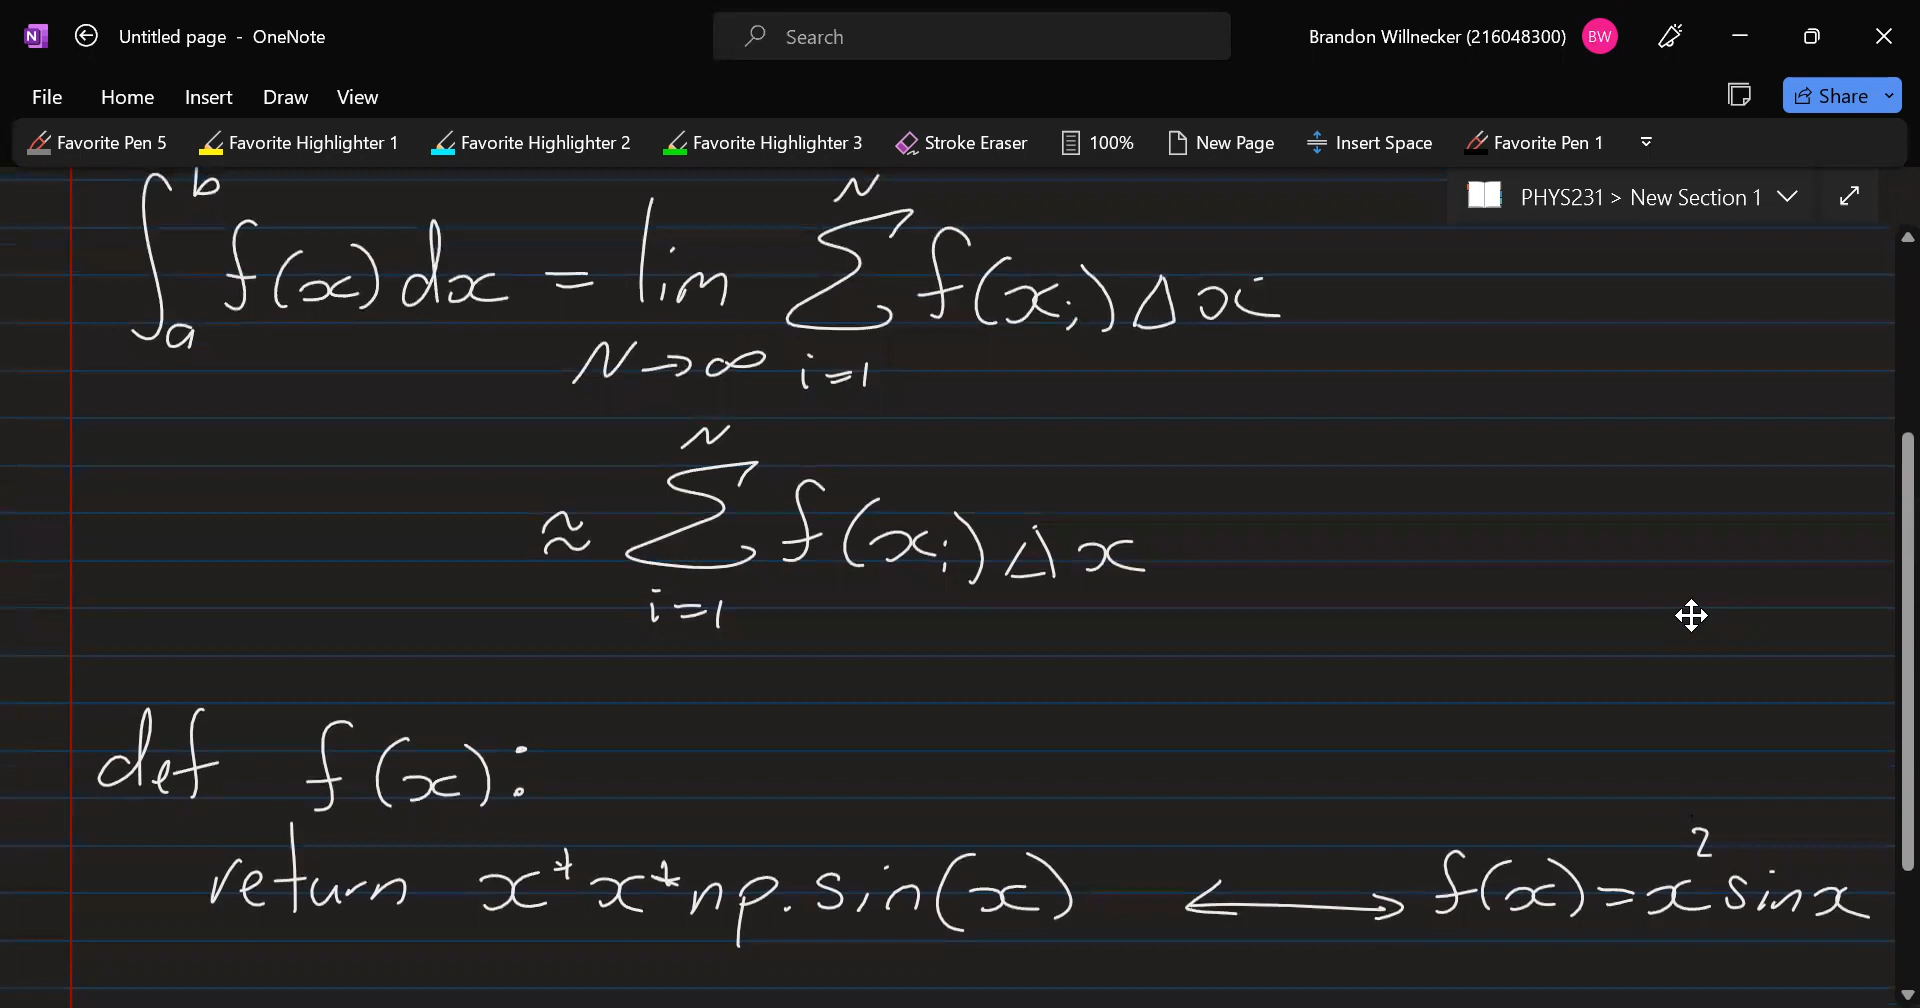 Untitled page - OneNote
Search
Brandon Willnecker (216048300) BW
File Home Insert Draw View
Share
Favorite Pen 5 Favorite Highlighter 1 Favorite Highlighter 2 Favorite Highlighter 3 Stroke Eraser 100% New Page Insert Space Favorite Pen 1
PHYS231 > New Section 1
∫_a^b f(x) dx = lim_{N→∞} ∑_{i=1}^N f(x_i) Δx
≈ ∑_{i=1}^N f(x_i) Δx
def f(x):
return x*x*np.sin(x) ⟷ f(x)=x² sin x